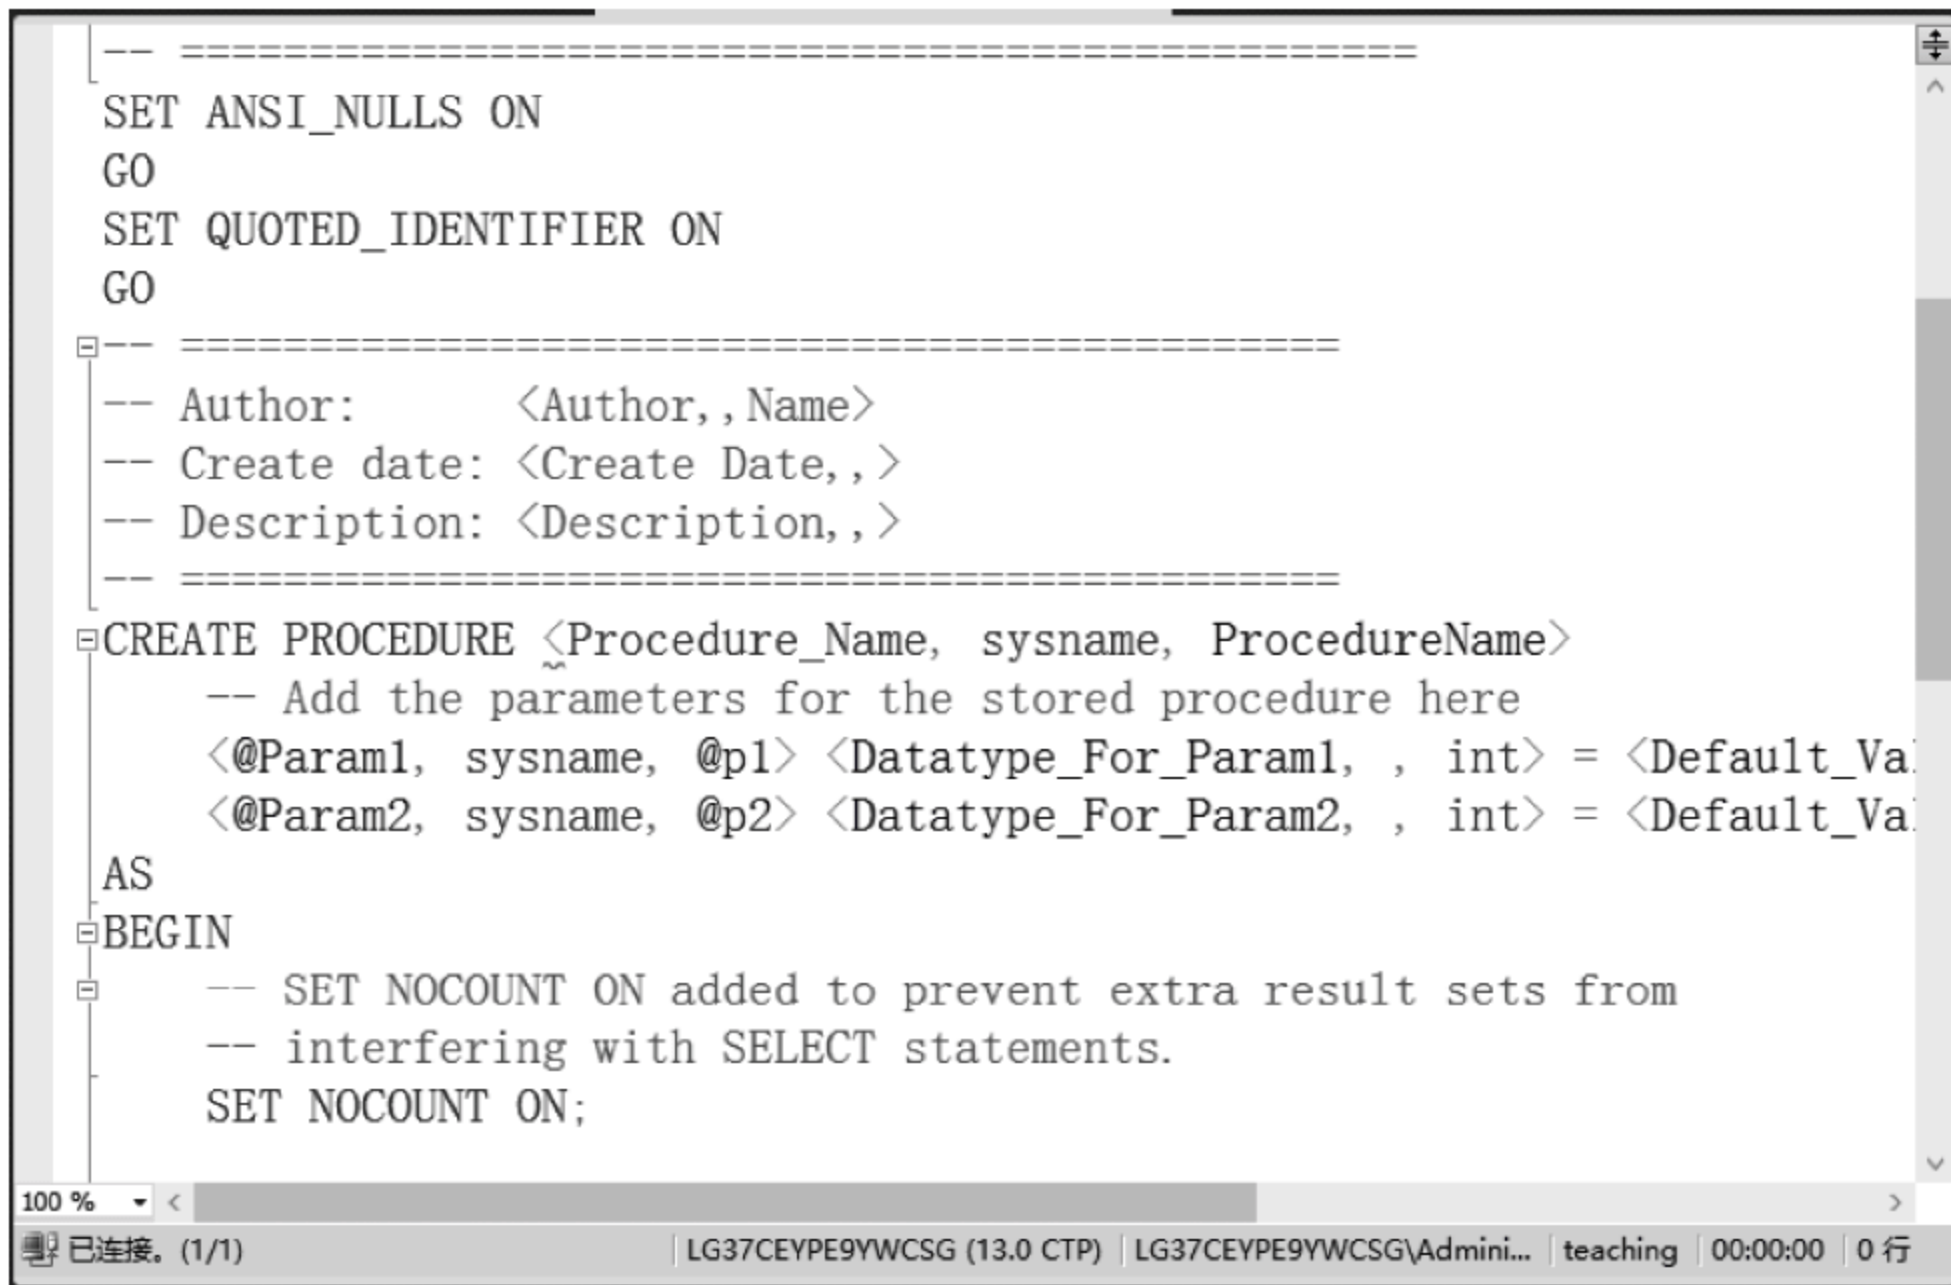 -- ================================================
SET ANSI_NULLS ON
GO
SET QUOTED_IDENTIFIER ON
GO
-- =============================================
-- Author:      <Author,,Name>
-- Create date: <Create Date,,>
-- Description: <Description,,>
-- =============================================
CREATE PROCEDURE <Procedure_Name, sysname, ProcedureName>
    -- Add the parameters for the stored procedure here
    <@Param1, sysname, @p1> <Datatype_For_Param1, , int> = <Default_Val
    <@Param2, sysname, @p2> <Datatype_For_Param2, , int> = <Default_Val
AS
BEGIN
    -- SET NOCOUNT ON added to prevent extra result sets from
    -- interfering with SELECT statements.
    SET NOCOUNT ON;
100 %
已连接。(1/1) LG37CEYPE9YWCSG (13.0 CTP) LG37CEYPE9YWCSG\Admini... teaching 00:00:00 0 行